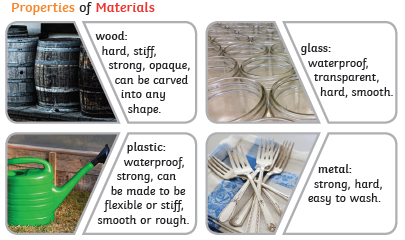 Properties of Materials
wood:
hard, stiff,
strong, opaque,
can be carved
into any
shape.
glass:
waterproof,
transparent,
hard, smooth.
plastic:
waterproof,
strong, can
be made to be
flexible or stiff,
smooth or rough.
metal:
strong, hard,
easy to wash.